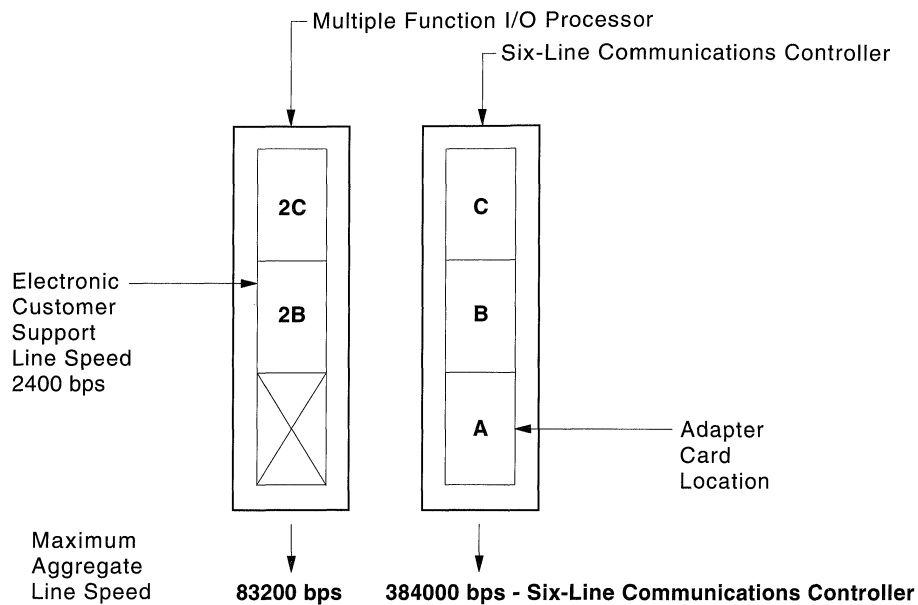 Multiple Function I/O Processor
Six-Line Communications Controller
2C
C
Electronic
Customer
Support
Line Speed
2400 bps
2B
B
A
Adapter
Card
Location
Maximum
Aggregate
Line Speed
83200 bps
384000 bps - Six-Line Communications Controller